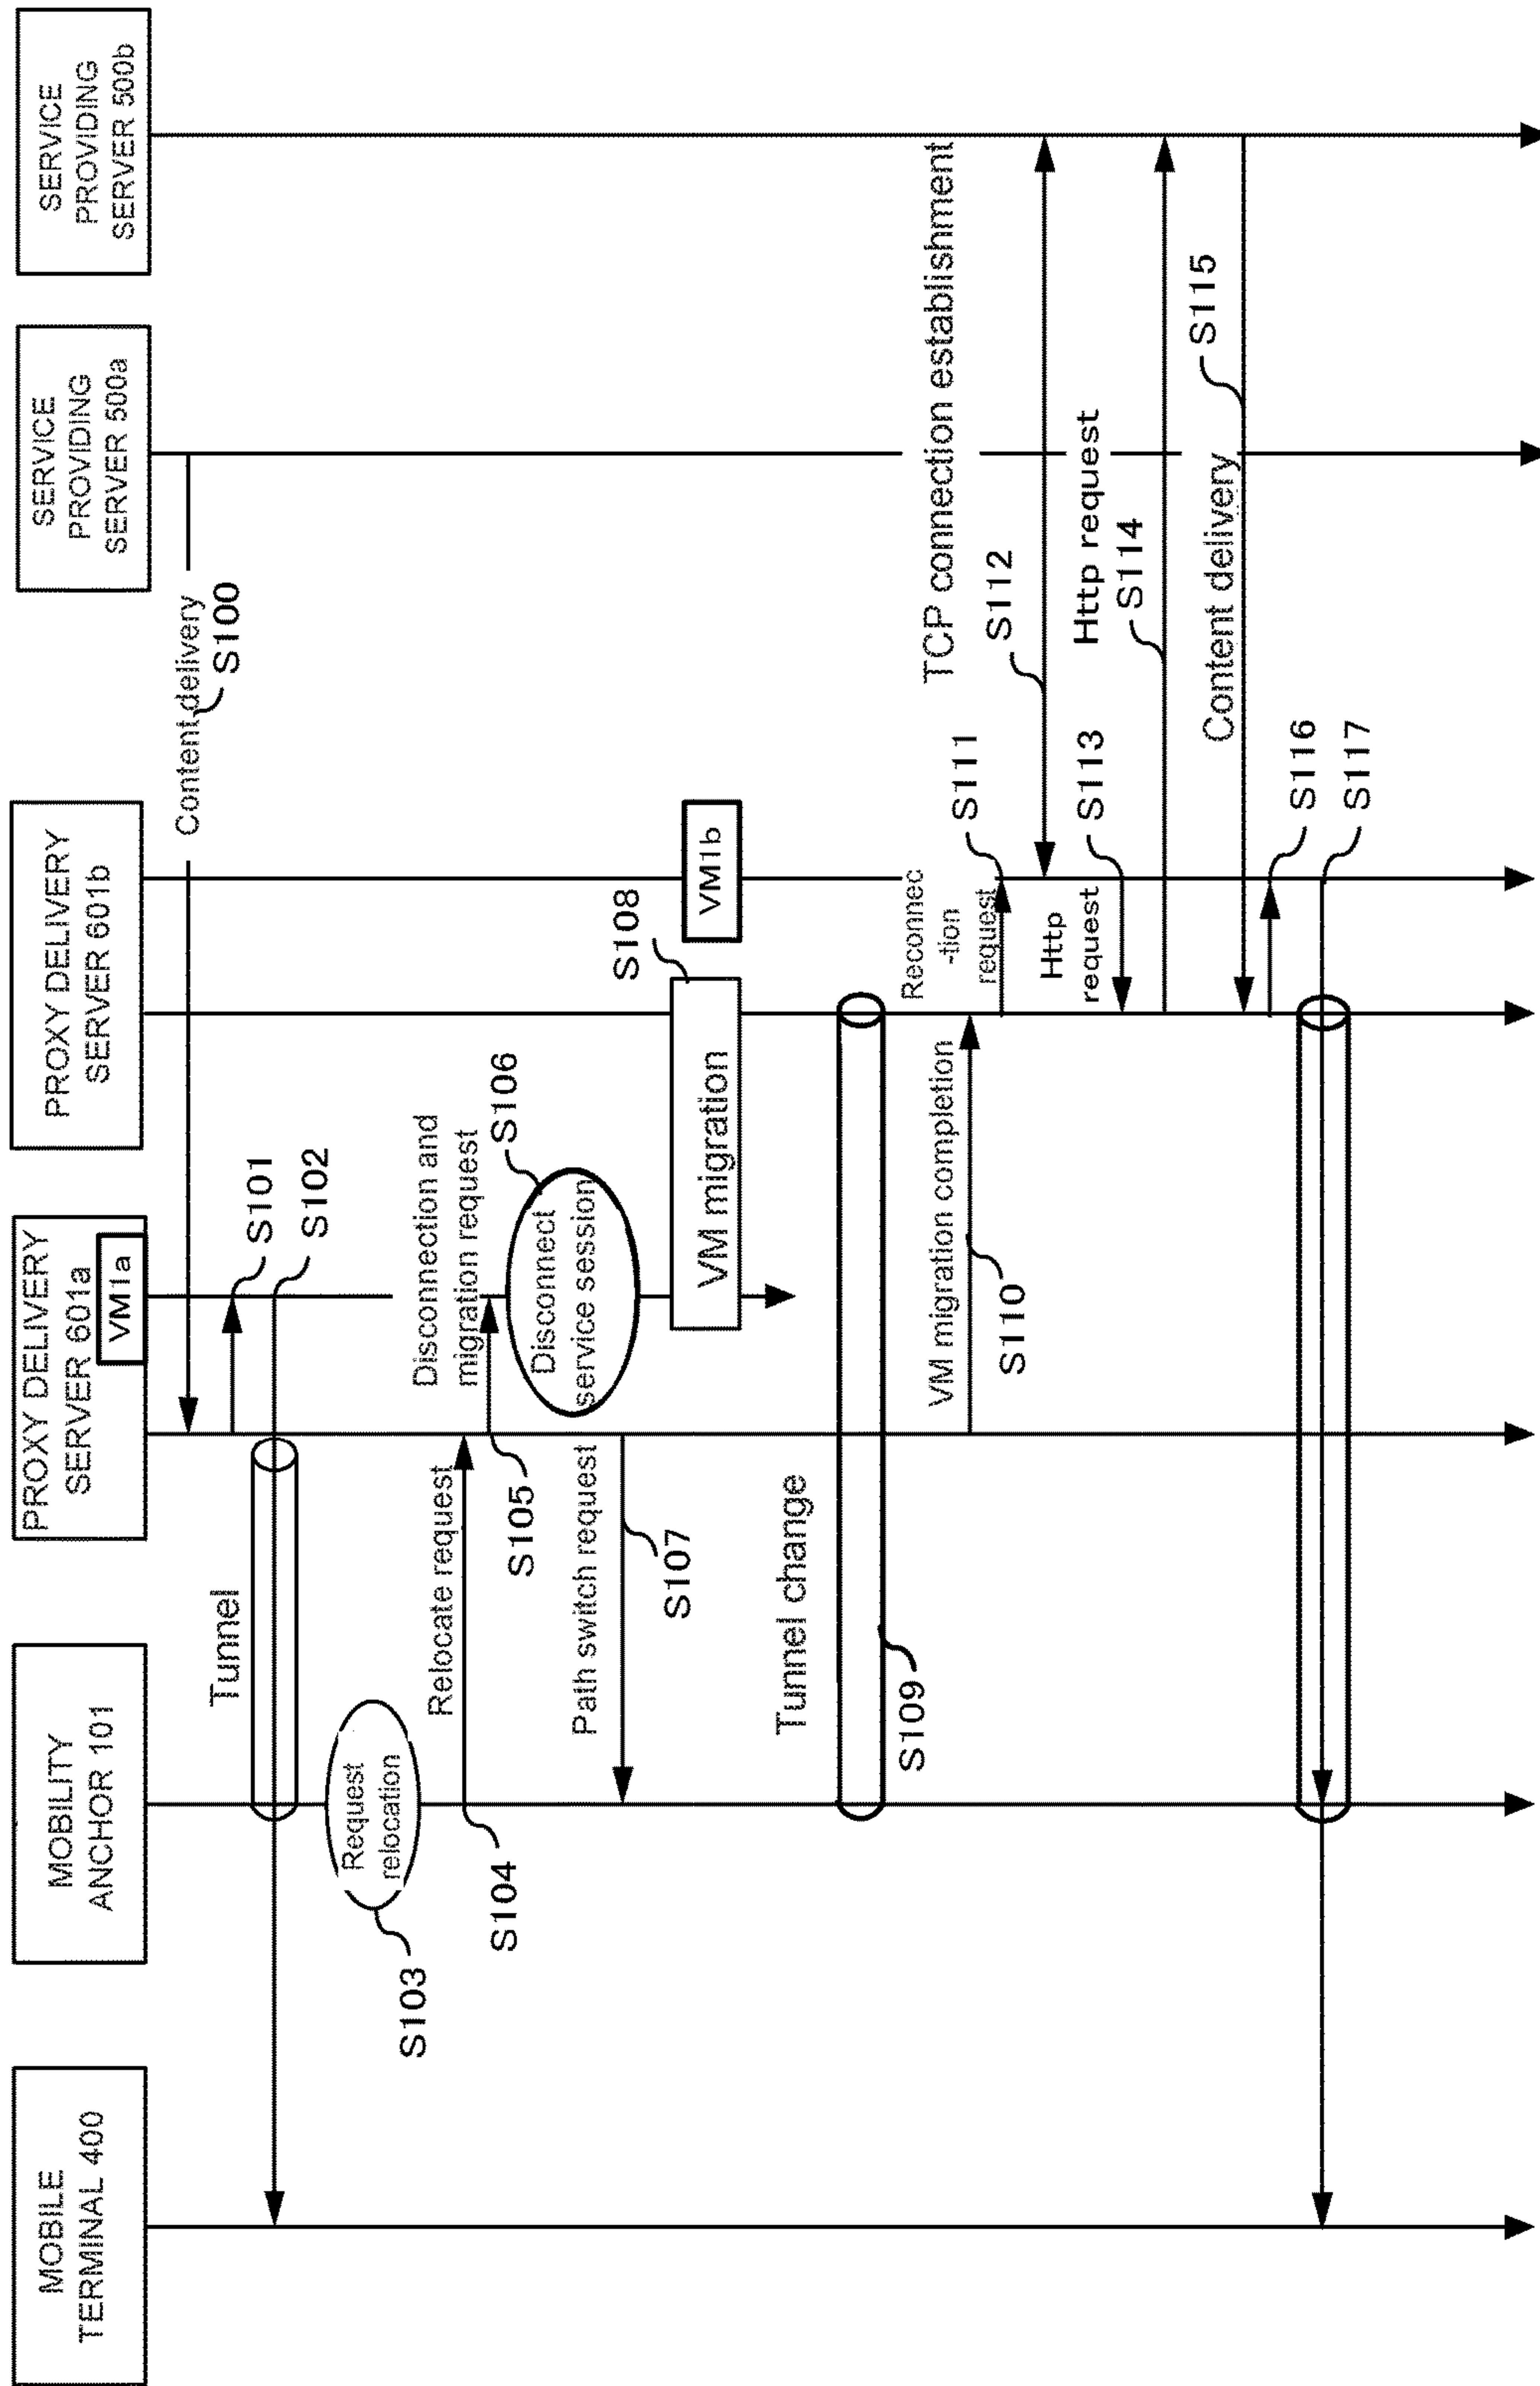 MOBILE
TERMINAL 400
MOBILITY
ANCHOR 101
PROXY DELIVERY
SERVER 601a
VM1a
PROXY DELIVERY
SERVER 601b
SERVICE
PROVIDING
SERVER 500a
SERVICE
PROVIDING
SERVER 500b
Content delivery
S100
S101
Tunnel
S102
Request
relocation
S103
Relocate request
S104
Disconnection and
migration request
S105
Disconnect
service session
S106
Path switch request
S107
VM migration
S108
VM1b
Tunnel change
S109
VM migration completion
S110
Reconnec
-tion
request
S111
TCP connection establishment
S112
Http
request
S113
Http request
S114
Content delivery
S115
S116
S117